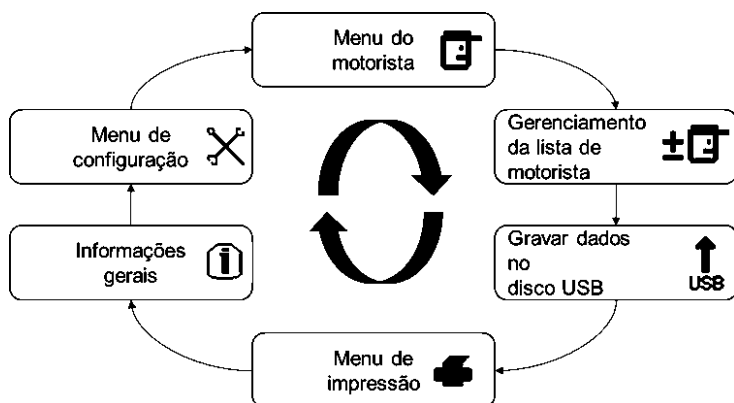 Menu do
motorista
Gerenciamento
da lista de
motorista
Gravar dados
no
disco USB
USB
Menu de
impressão
Informações
gerais
Menu de
configuração